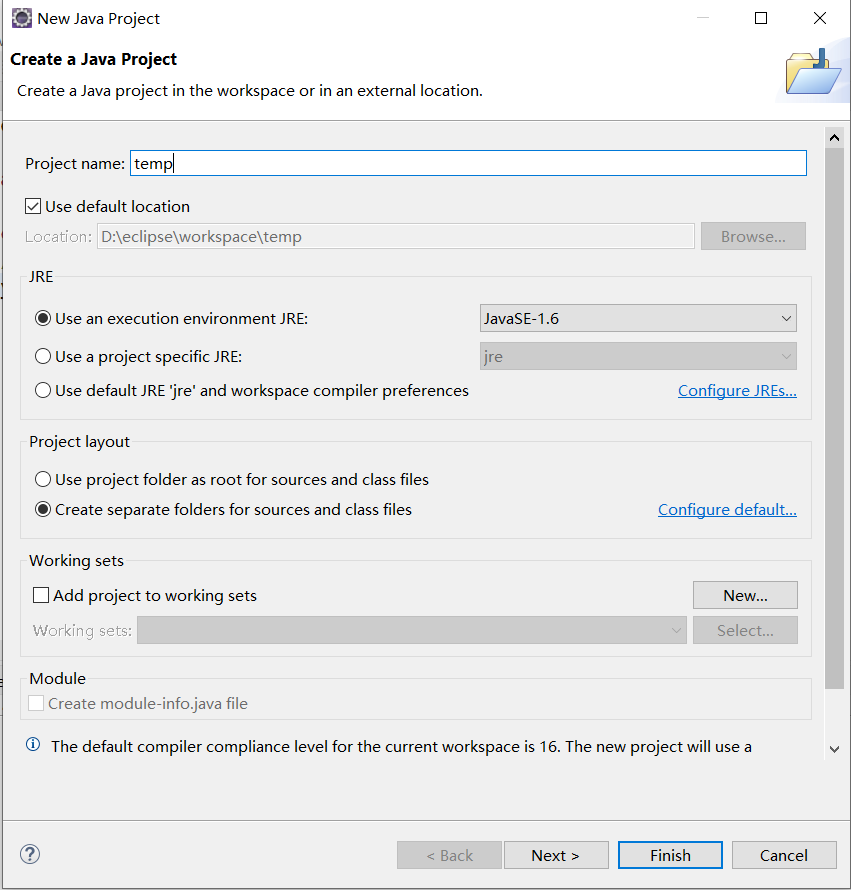 New Java Project
Create a Java Project
Create a Java project in the workspace or in an external location.
Project name: temp
Use default location
Location: D:\eclipse\workspace\temp Browse...
JRE
Use an execution environment JRE: JavaSE-1.6
Use a project specific JRE: jre
Use default JRE 'jre' and workspace compiler preferences Configure JREs...
Project layout
Use project folder as root for sources and class files
Create separate folders for sources and class files Configure default...
Working sets
Add project to working sets New...
Working sets: Select...
Module
Create module-info.java file
The default compiler compliance level for the current workspace is 16. The new project will use a
< Back Next > Finish Cancel